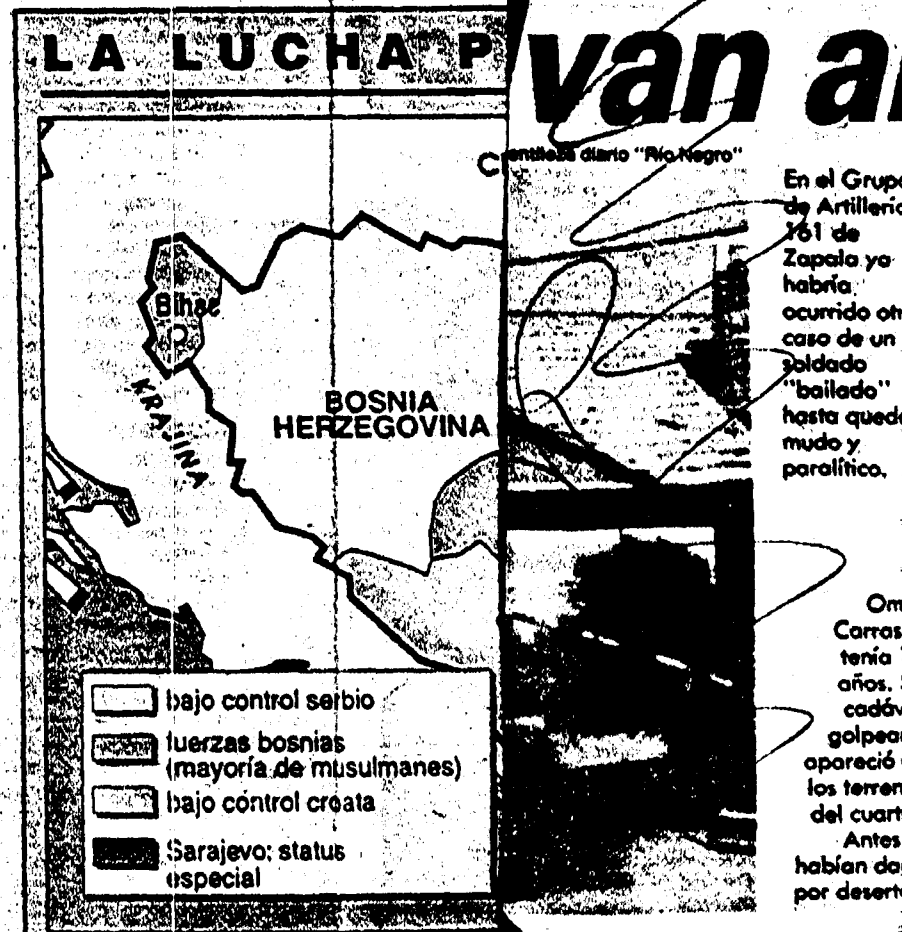 LA LUCHA P
Bihac
KRAJINA
BOSNIA
HERZEGOVINA
bajo control serbio
fuerzas bosnias
(mayoría de musulmanes)
bajo control croata
Sarajevo: status
especial
van a
entileza diario "Río Negro"
En el Grupo
de Artillería
161 de
Zapala ya
habría
ocurrido otr
caso de un
soldado
"bailado"
hasta qued
mudo y
paralítico.
Om
Carras
tenía
años.
cadáv
golpea
apareció
los terren
del cuart
Antes
habían da
por desert